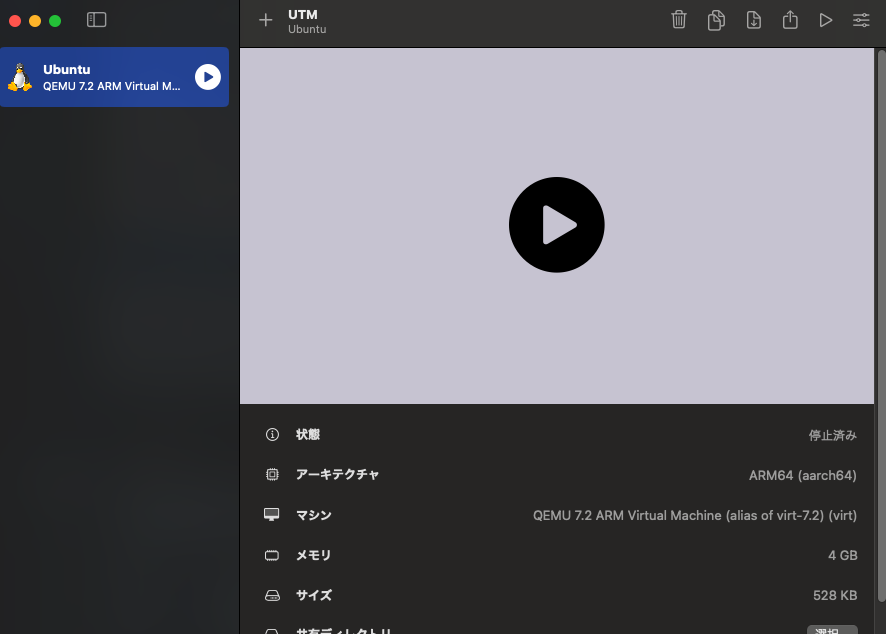 UTM
Ubuntu
Ubuntu
QEMU 7.2 ARM Virtual M...
状態
停止済み
アーキテクチャ
ARM64 (aarch64)
マシン
QEMU 7.2 ARM Virtual Machine (alias of virt-7.2) (virt)
メモリ
4 GB
サイズ
528 KB
共有ディレクトリ
選択...